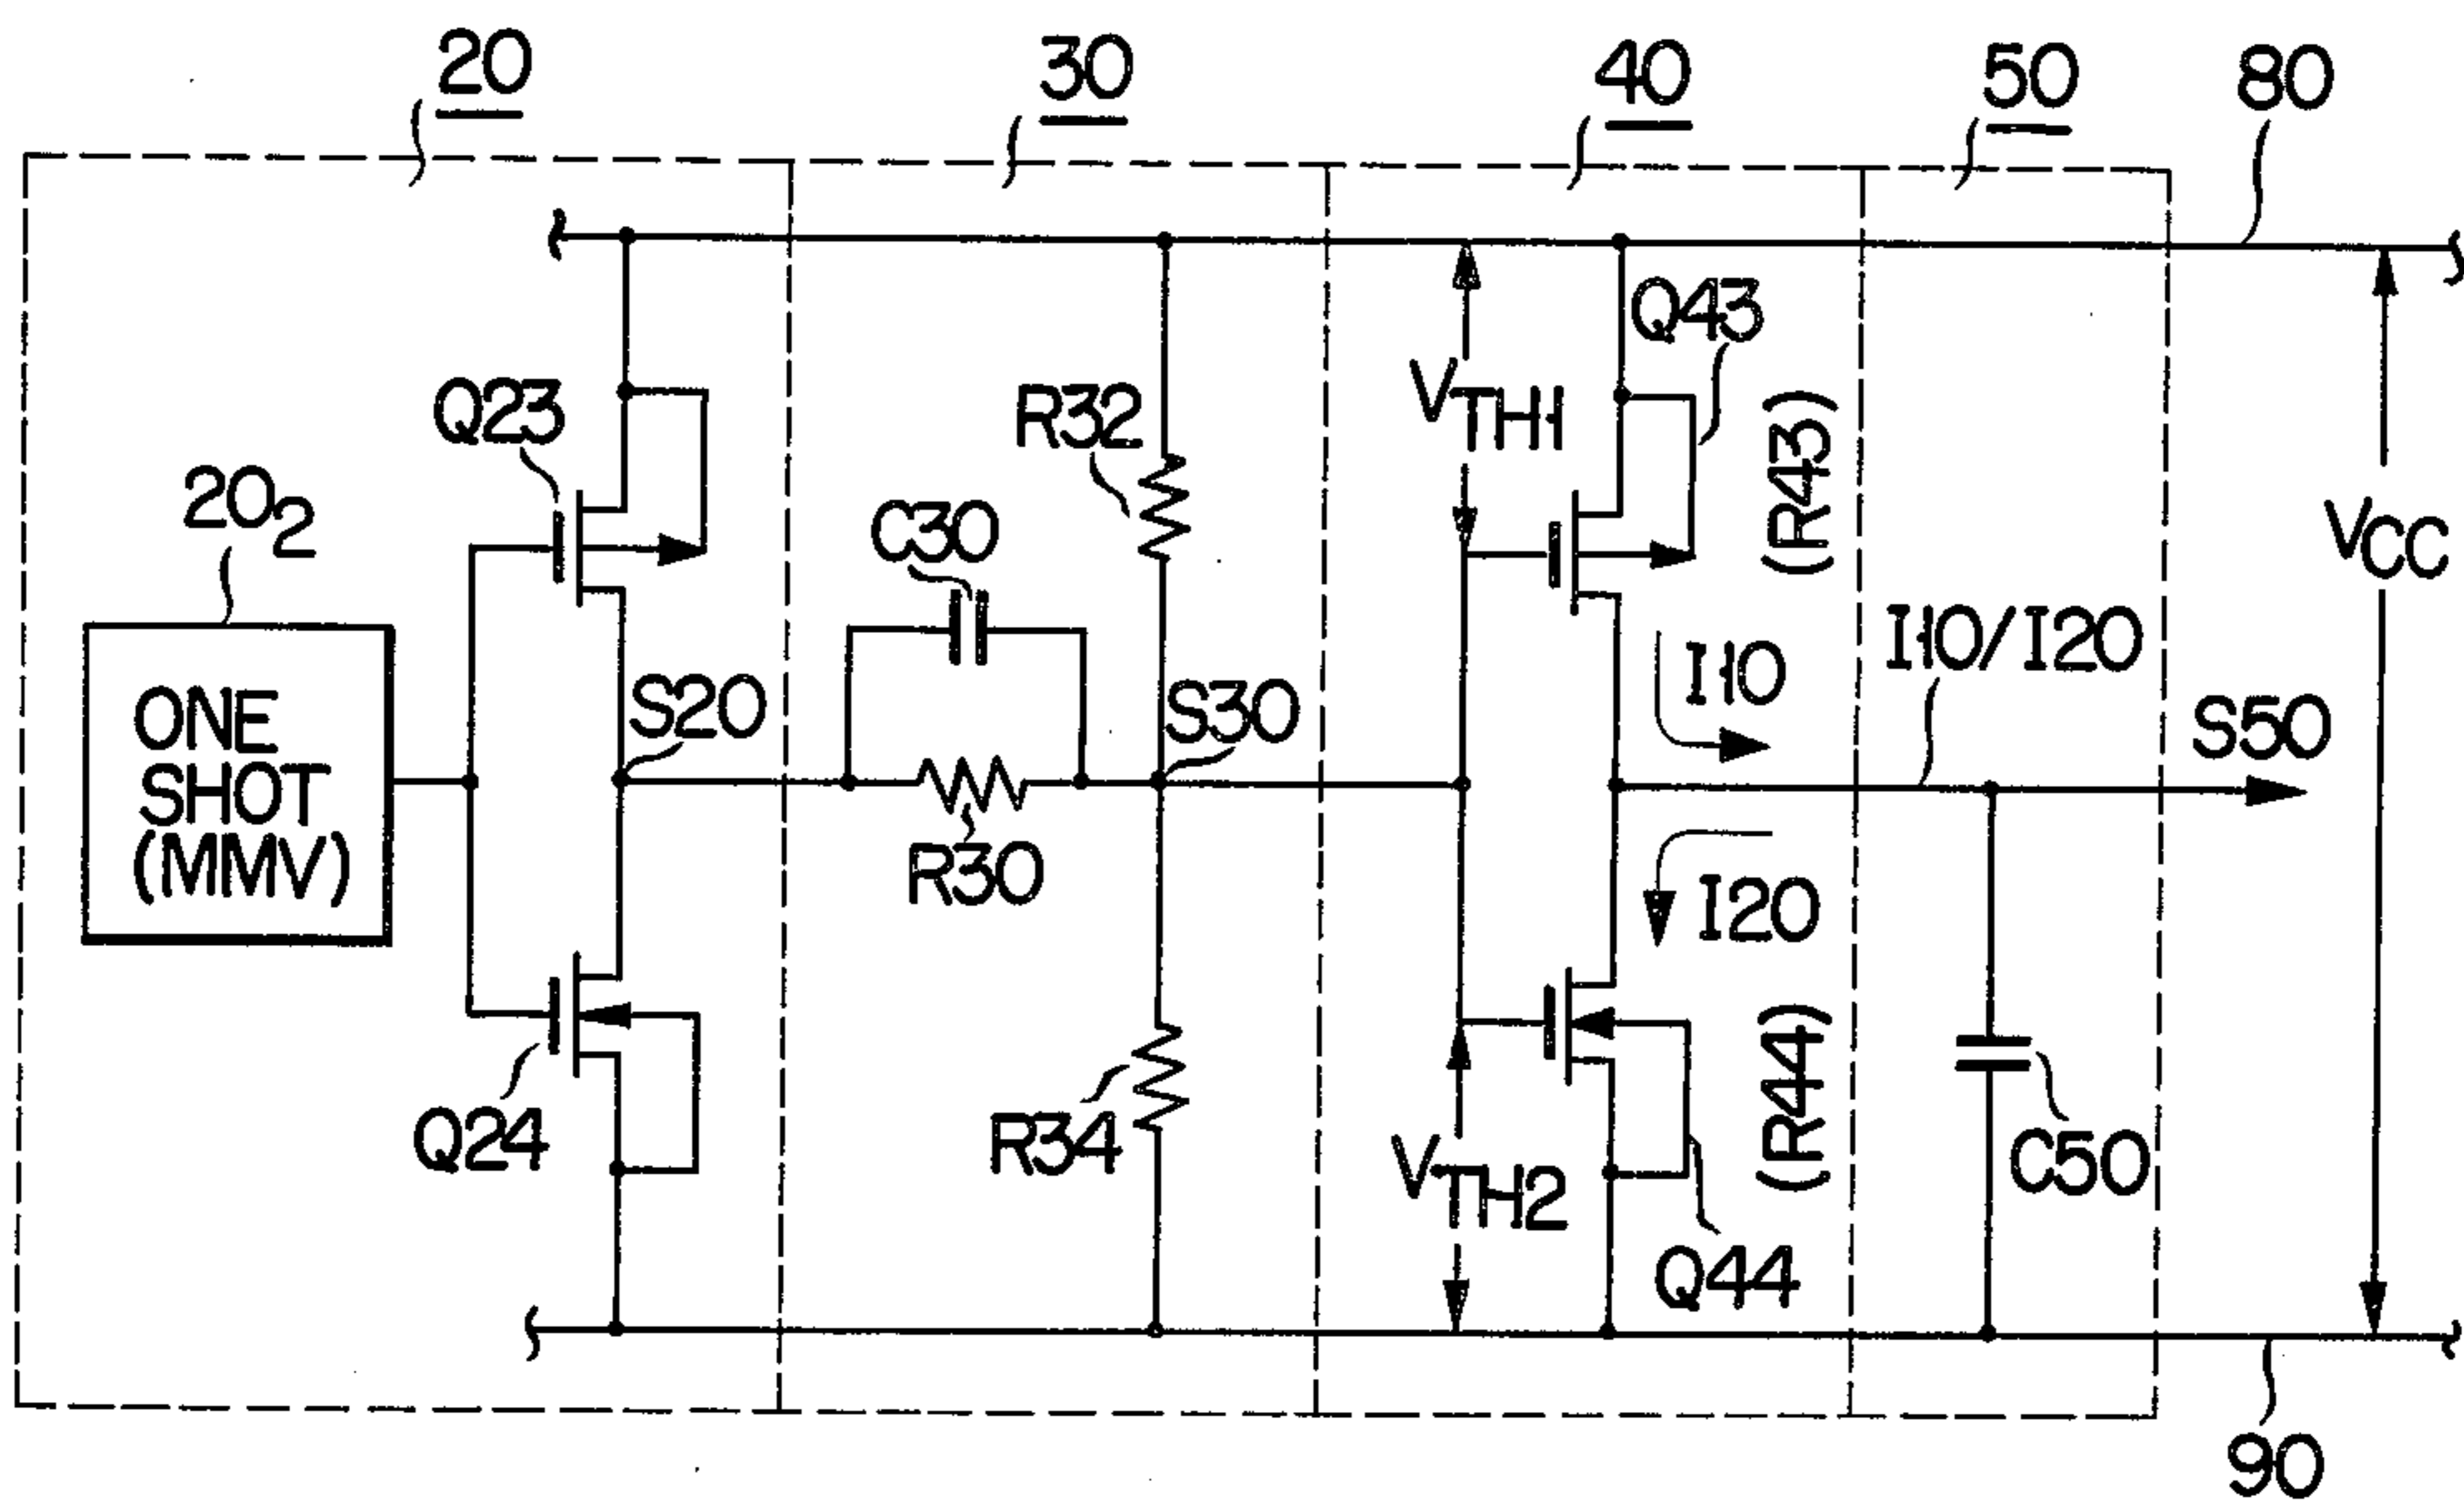 20
30
40
50
80
Q43
Q23
R32
VTH1
(R43)
202
C30
VCC
I10/I20
ONE
SHOT
(MMV)
S20
S30
I10
S50
R30
I20
Q24
R34
VTH2
(R44)
C50
Q44
90